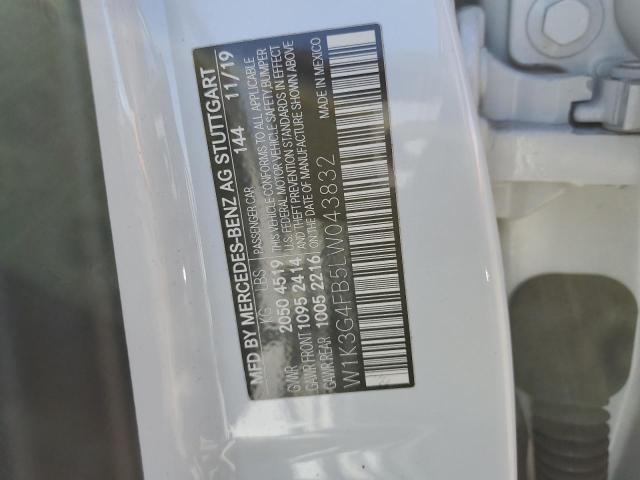 MFD BY MERCEDES-BENZ AG STUTTGART
144 11/19
KG LBS PASSENGER CAR
GVWR 2050 4519 THIS VEHICLE CONFORMS TO ALL APPLICABLE
U.S. FEDERAL MOTOR VEHICLE SAFETY, BUMPER
GAWR FRONT 1095 2414 AND THEFT PREVENTION STANDARDS IN EFFECT
GAWR REAR 1005 2216 ON THE DATE OF MANUFACTURE SHOWN ABOVE
MADE IN MEXICO
W1K3G4FB5LW043832